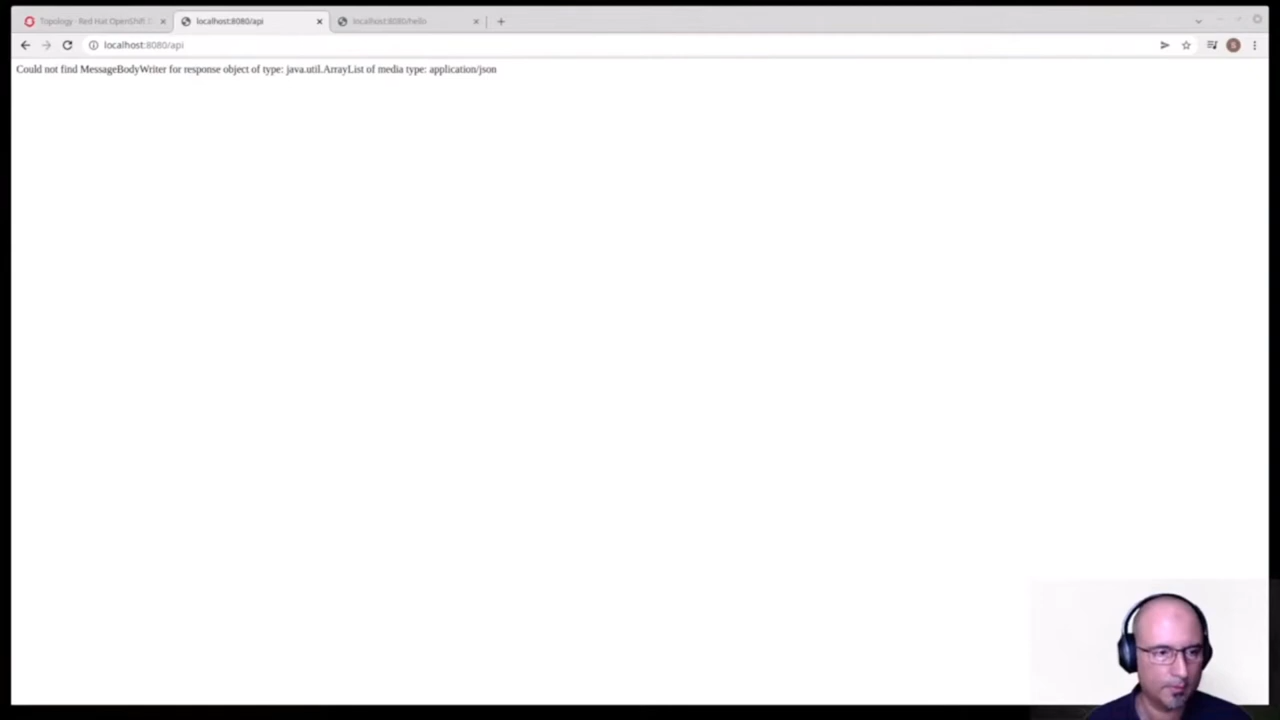 Topology · Red Hat OpenShift
localhost:8080/api
localhost:8080/hello
localhost:8080/api
Could not find MessageBodyWriter for response object of type: java.util.ArrayList of media type: application/json